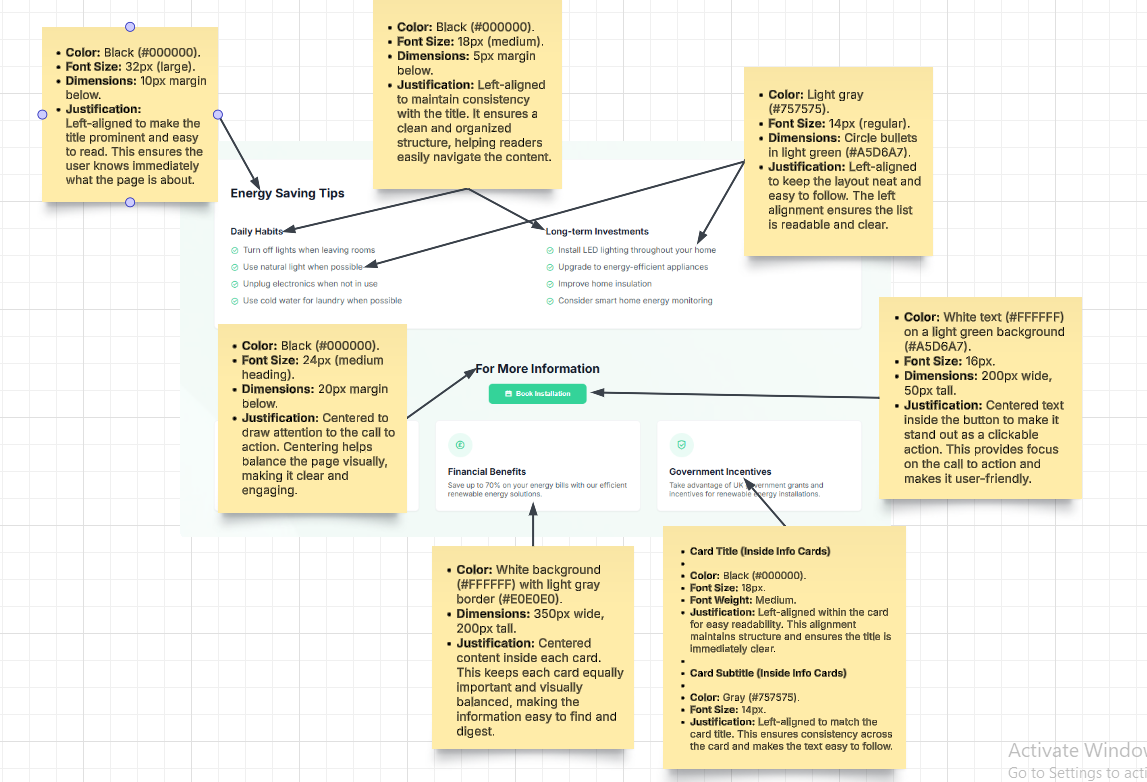 Color: Black (#000000).
Font Size: 32px (large).
Dimensions: 10px margin
below.
Justification:
Left-aligned to make the
title prominent and easy
to read. This ensures the
user knows immediately
what the page is about.
Color: Black (#000000).
Font Size: 18px (medium).
Dimensions: 5px margin
below.
Justification: Left-aligned
to maintain consistency
with the title. It ensures a
clean and organized
structure, helping readers
easily navigate the content.
Color: Light gray
(#757575).
Font Size: 14px (regular).
Dimensions: Circle bullets
in light green (#A5D6A7).
Justification: Left-aligned
to keep the layout neat and
easy to follow. The left
alignment ensures the list
is readable and clear.
Energy Saving Tips
Daily Habits
Turn off lights when leaving rooms
Use natural light when possible
Unplug electronics when not in use
Use cold water for laundry when possible
Long-term Investments
Install LED lighting throughout your home
Upgrade to energy-efficient appliances
Improve home insulation
Consider smart home energy monitoring
Color: Black (#000000).
Font Size: 24px (medium
heading).
Dimensions: 20px margin
below.
Justification: Centered to
draw attention to the call to
action. Centering helps
balance the page visually,
making it clear and
engaging.
For More Information
Book Installation
Color: White text (#FFFFFF)
on a light green background
(#A5D6A7).
Font Size: 16px.
Dimensions: 200px wide,
50px tall.
Justification: Centered text
inside the button to make it
stand out as a clickable
action. This provides focus
on the call to action and
makes it user-friendly.
Financial Benefits
Save up to 70% on your energy bills with our efficient
renewable energy solutions.
Government Incentives
Take advantage of UK government grants and
incentives for renewable energy installations.
Color: White background
(#FFFFFF) with light gray
border (#E0E0E0).
Dimensions: 350px wide,
200px tall.
Justification: Centered
content inside each card.
This keeps each card equally
important and visually
balanced, making the
information easy to find and
digest.
Card Title (Inside Info Cards)
Color: Black (#000000).
Font Size: 18px.
Font Weight: Medium.
Justification: Left-aligned within the card
for easy readability. This alignment
maintains structure and ensures the title is
immediately clear.
Card Subtitle (Inside Info Cards)
Color: Gray (#757575).
Font Size: 14px.
Justification: Left-aligned to match the
card title. This ensures consistency across
the card and makes the text easy to follow.
Activate Window
Go to Settings to acti